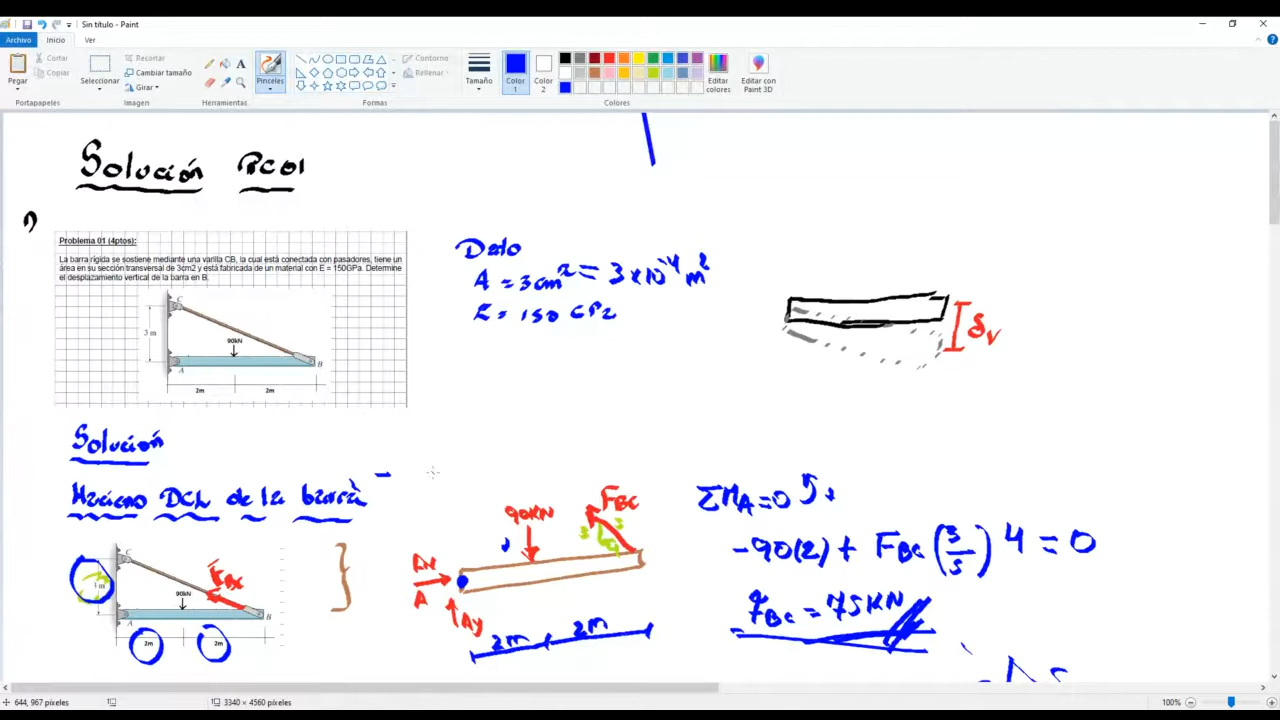 Sin título - Paint
Archivo Inicio Ver
Pegar
Cortar
Copiar
Portapapeles
Seleccionar
Recortar
Cambiar tamaño
Girar
Imagen
A
Herramientas
Pinceles
Contorno
Rellenar
Formas
Tamaño
Color 1
Color 2
Editar colores
Editar con Paint 3D
Colores
Solución PC01
1)
Problema 01 (4ptos):
La barra rígida se sostiene mediante una varilla CB, la cual está conectada con pasadores, tiene un
área en su sección transversal de 3cm2 y está fabricada de un material con E = 150GPa. Determine
el desplazamiento vertical de la barra en B.
C
3 m
90kN
A
B
2m 2m
Dato
A = 3cm² = 3×10⁻⁴ m²
E = 150 GPa
δv
Solución
Hacemo DCL de la barra
C
90kN
FBC
A
B
2m 2m
90KN
FBC
3
5
Ax
A
Ay
2m 2m
ΣMA=0 +
-90(2) + FBC (3/5) 4 = 0
FBC = 75KN
644, 967 píxeles
3340 × 4560 píxeles
100%